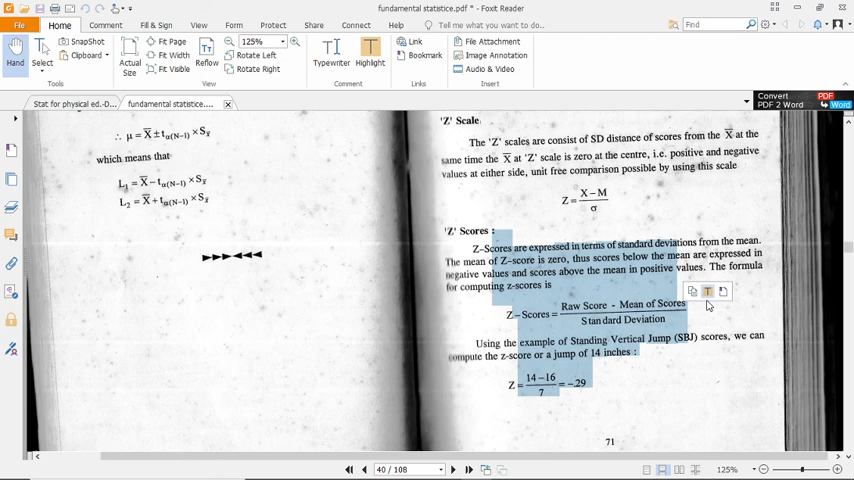 fundamental statistice.pdf * - Foxit Reader
File Home Comment Fill & Sign View Form Protect Share Connect Help Extras Tell me what you want to do.. Find
SnapShot
Clipboard
Hand Select
Actual Size
Fit Page
Fit Width
Fit Visible
Reflow
125%
Rotate Left
Rotate Right
Typewriter Highlight
Link
Bookmark
File Attachment
Image Annotation
Audio & Video
Tools View Comment Links Insert
Stat for physical ed.-D... fundamental statistice....
Convert PDF
PDF 2 Word Word
∴ μ = X̄ ± tα(N−1) × Sx̄
which means that
L1 = X̄ − tα(N−1) × Sx̄
L2 = X̄ + tα(N−1) × Sx̄
'Z' Scale
The 'Z' scales are consist of SD distance of scores from the X̄ at the
same time the X̄ at 'Z' scale is zero at the centre, i.e. positive and negative
values at either side, unit free comparison possible by using this scale
Z = X − M / σ
'Z' Scores :
Z-Scores are expressed in terms of standard deviations from the mean.
The mean of Z-score is zero, thus scores below the mean are expressed in
negative values and scores above the mean in positive values. The formula
for computing z-scores is
Z − Scores = Raw Score - Mean of Scores / Standard Deviation
Using the example of Standing Vertical Jump (SBJ) scores, we can
compute the z-score or a jump of 14 inches :
Z = 14 − 16 / 7 = −.29
71
40 / 108
125%